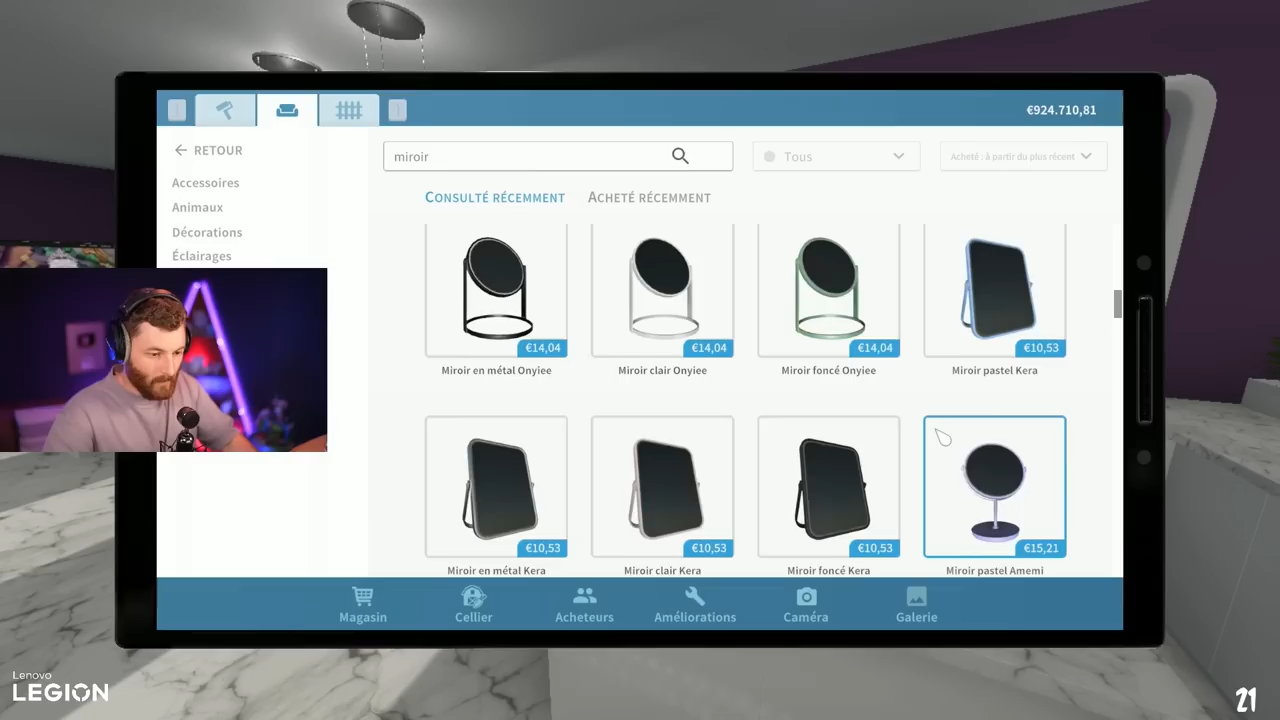 €924.710,81
RETOUR
miroir
Tous
Acheté : à partir du plus récent
Accessoires
Animaux
Décorations
Éclairages
CONSULTÉ RÉCEMMENT
ACHETÉ RÉCEMMENT
€14,04
€14,04
€14,04
€10,53
Miroir en métal Onyiee
Miroir clair Onyiee
Miroir foncé Onyiee
Miroir pastel Kera
€10,53
€10,53
€10,53
€15,21
Miroir en métal Kera
Miroir clair Kera
Miroir foncé Kera
Miroir pastel Amemi
Magasin
Cellier
Acheteurs
Améliorations
Caméra
Galerie
Lenovo
LEGION
21